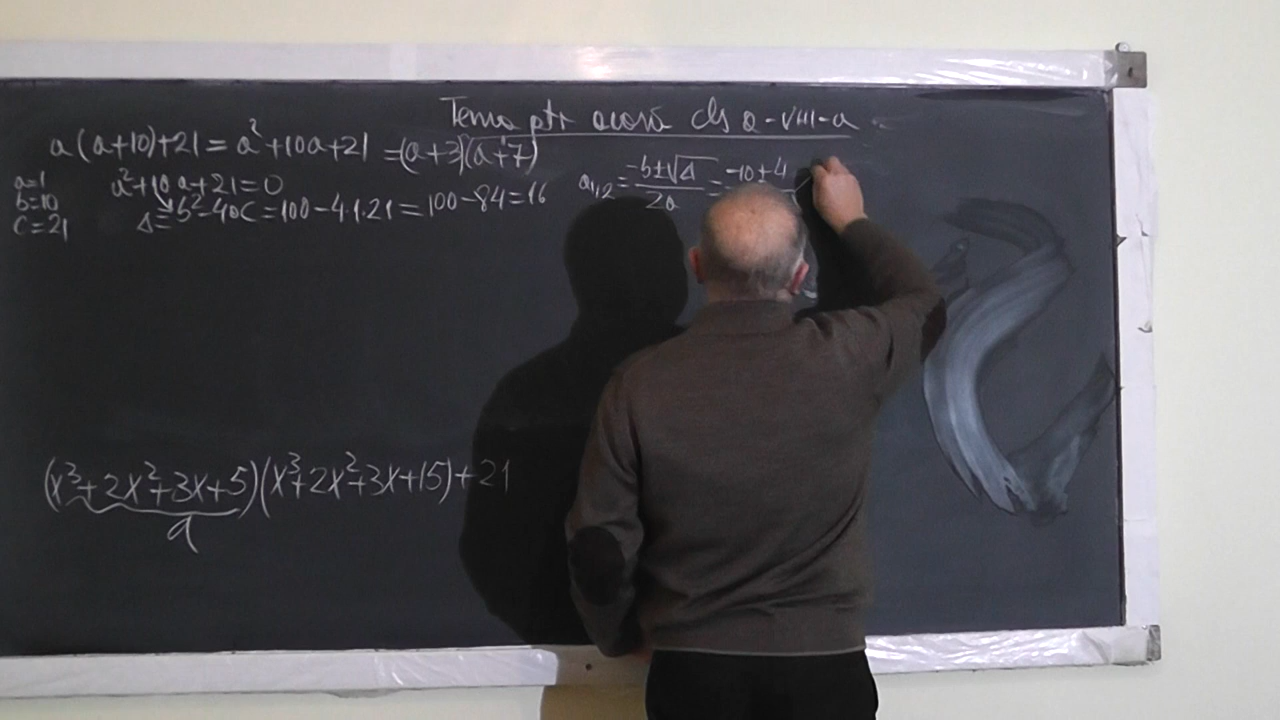 Tema ptr acasă cls a-VIII-a
a(a+10)+21 = a²+10a+21 = (a+3)(a+7)
a=1
b=10
c=21
a²+10a+21=0
Δ=b²-4ac=100-4·1·21=100-84=16
a₁,₂ = (-b±√Δ)/2a = -10±4
(x³+2x²+3x+5)(x³+2x²+3x+15)+21
a